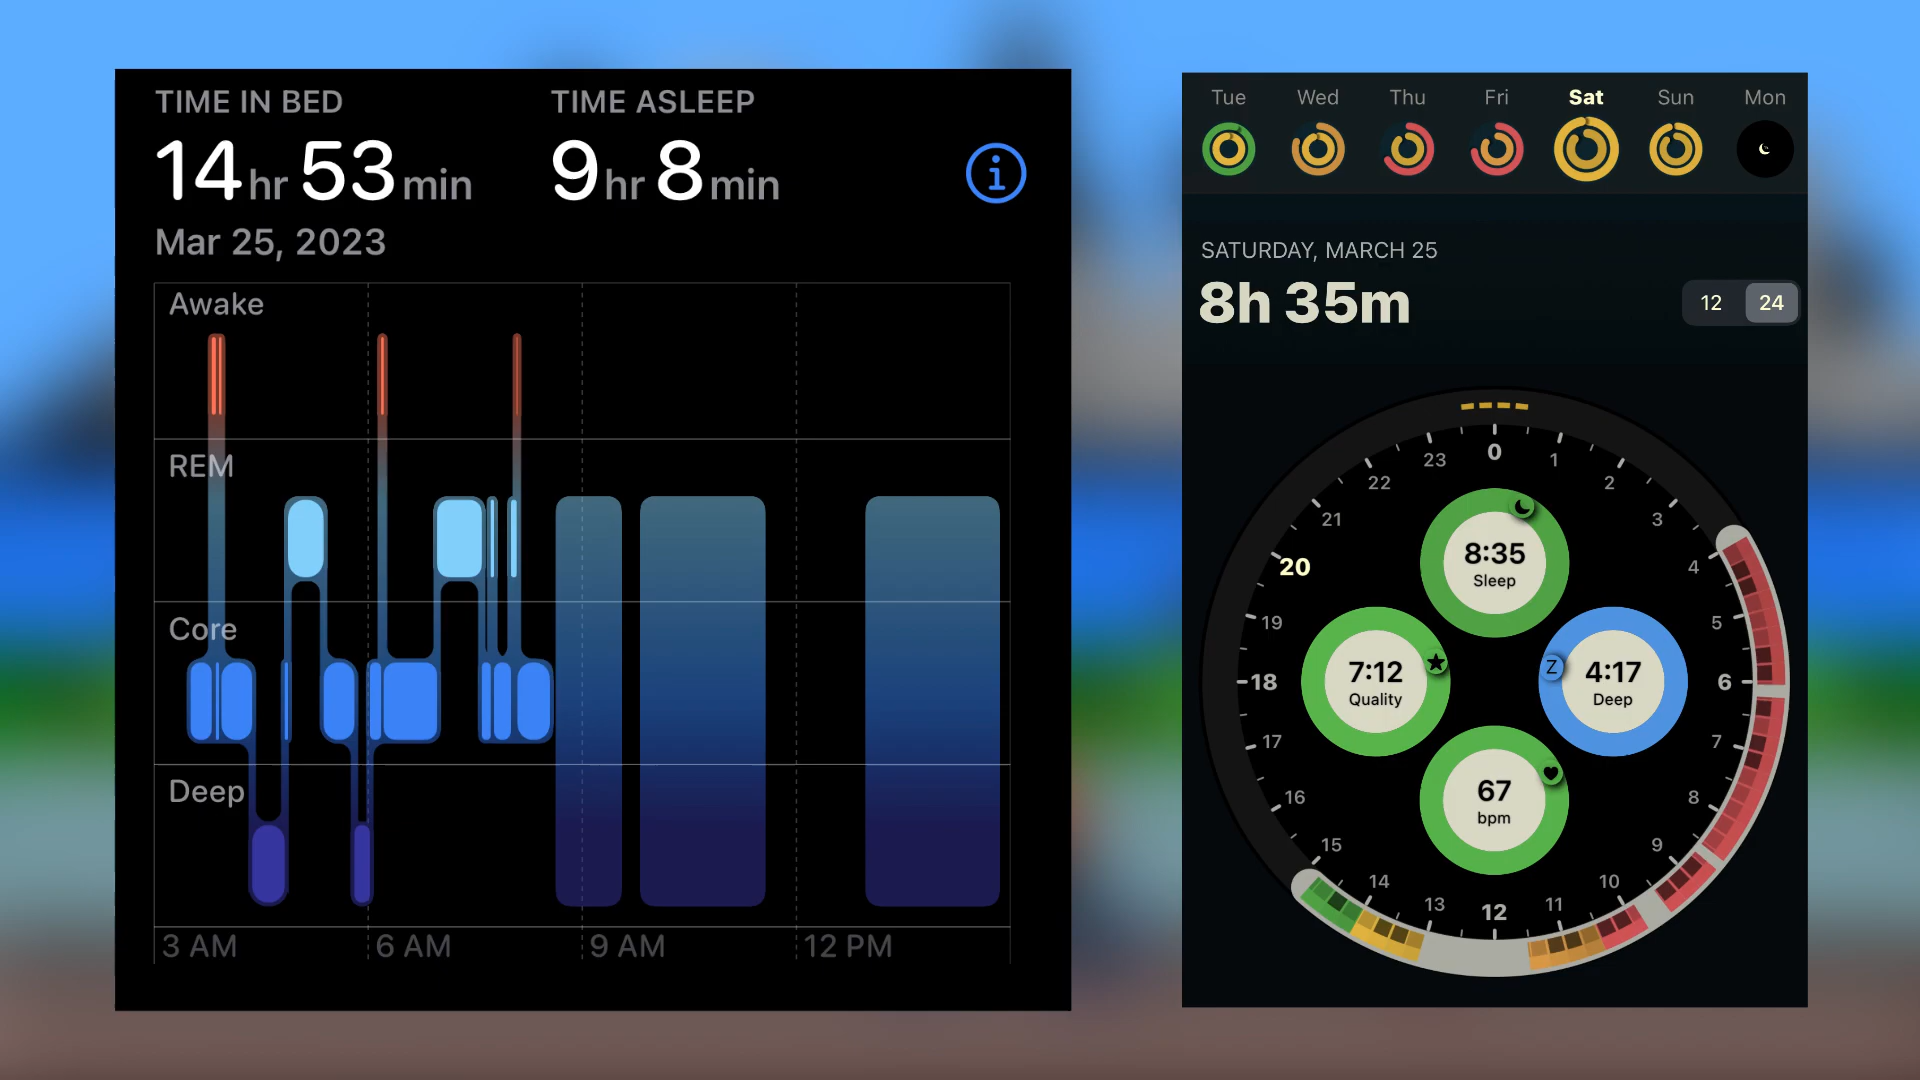 TIME IN BED
14 hr 53 min
TIME ASLEEP
9 hr 8 min
Mar 25, 2023
Awake
REM
Core
Deep
3 AM
6 AM
9 AM
12 PM
Tue
Wed
Thu
Fri
Sat
Sun
Mon
SATURDAY, MARCH 25
8h 35m
12
24
0
1
2
3
4
5
6
7
8
9
10
11
12
13
14
15
16
17
18
19
20
21
22
23
8:35
Sleep
7:12
Quality
Z
4:17
Deep
67
bpm